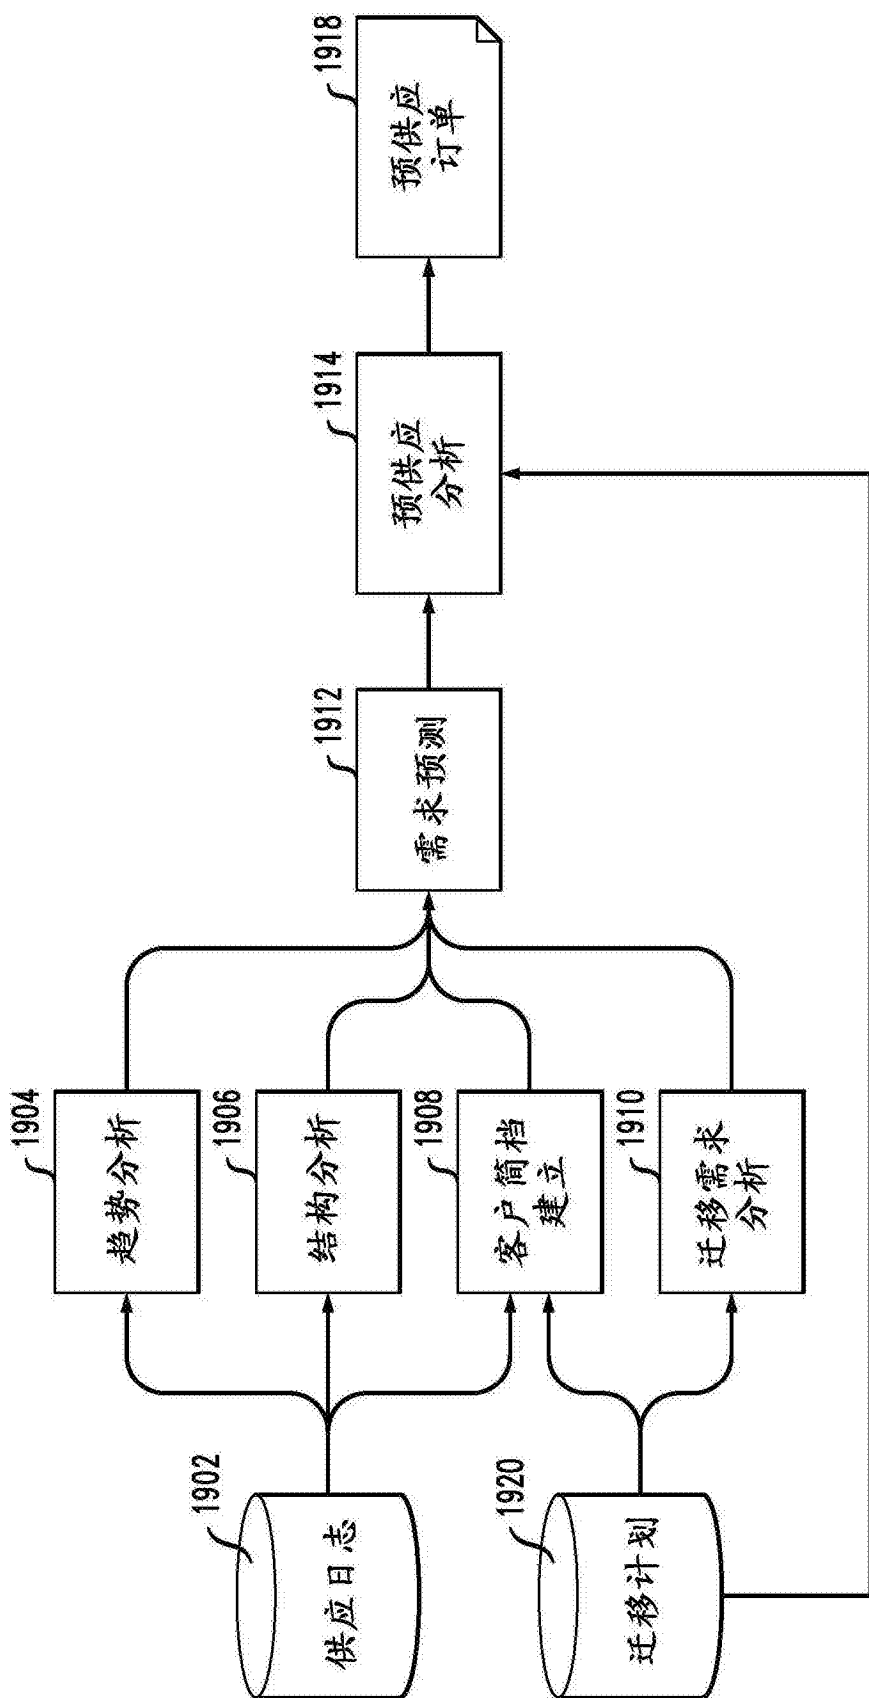 1902
供应日志
1920
迁移计划
1904
趋势分析
1906
结构分析
1908
客户简档
建立
1910
迁移需求
分析
1912
需求预测
1914
预供应
分析
1918
预供应
订单